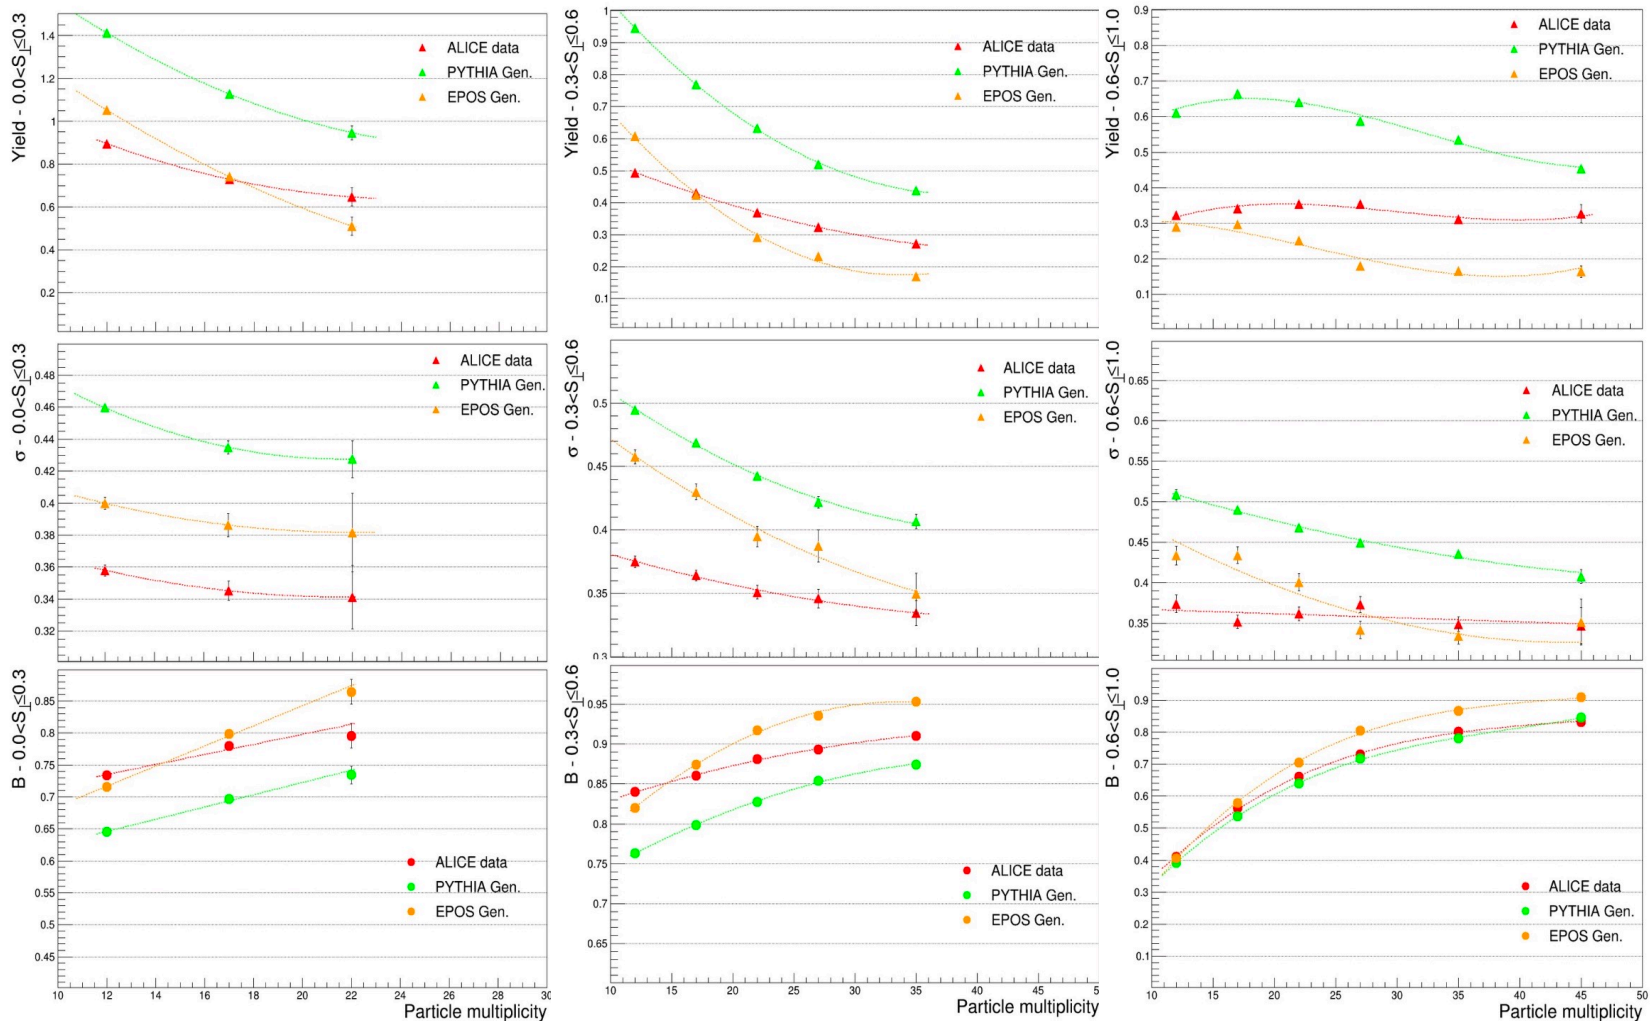 Yield - 0.0<S⊥≤0.3
1.4
1.2
1
0.8
0.6
0.4
0.2
ALICE data
PYTHIA Gen.
EPOS Gen.
Yield - 0.3<S⊥≤0.6
1
0.9
0.8
0.7
0.6
0.5
0.4
0.3
0.2
0.1
ALICE data
PYTHIA Gen.
EPOS Gen.
Yield - 0.6<S⊥≤1.0
0.9
0.8
0.7
0.6
0.5
0.4
0.3
0.2
0.1
ALICE data
PYTHIA Gen.
EPOS Gen.
σ - 0.0<S⊥≤0.3
0.48
0.46
0.44
0.42
0.4
0.38
0.36
0.34
0.32
ALICE data
PYTHIA Gen.
EPOS Gen.
σ - 0.3<S⊥≤0.6
0.5
0.45
0.4
0.35
0.3
ALICE data
PYTHIA Gen.
EPOS Gen.
σ - 0.6<S⊥≤1.0
0.65
0.6
0.55
0.5
0.45
0.4
0.35
ALICE data
PYTHIA Gen.
EPOS Gen.
B - 0.0<S⊥≤0.3
0.85
0.8
0.75
0.7
0.65
0.6
0.55
0.5
0.45
ALICE data
PYTHIA Gen.
EPOS Gen.
10 12 14 16 18 20 22 24 26 28 30
Particle multiplicity
B - 0.3<S⊥≤0.6
0.95
0.9
0.85
0.8
0.75
0.7
0.65
ALICE data
PYTHIA Gen.
EPOS Gen.
10 15 20 25 30 35 40 45 50
Particle multiplicity
B - 0.6<S⊥≤1.0
0.9
0.8
0.7
0.6
0.5
0.4
0.3
0.2
0.1
ALICE data
PYTHIA Gen.
EPOS Gen.
10 15 20 25 30 35 40 45 50
Particle multiplicity